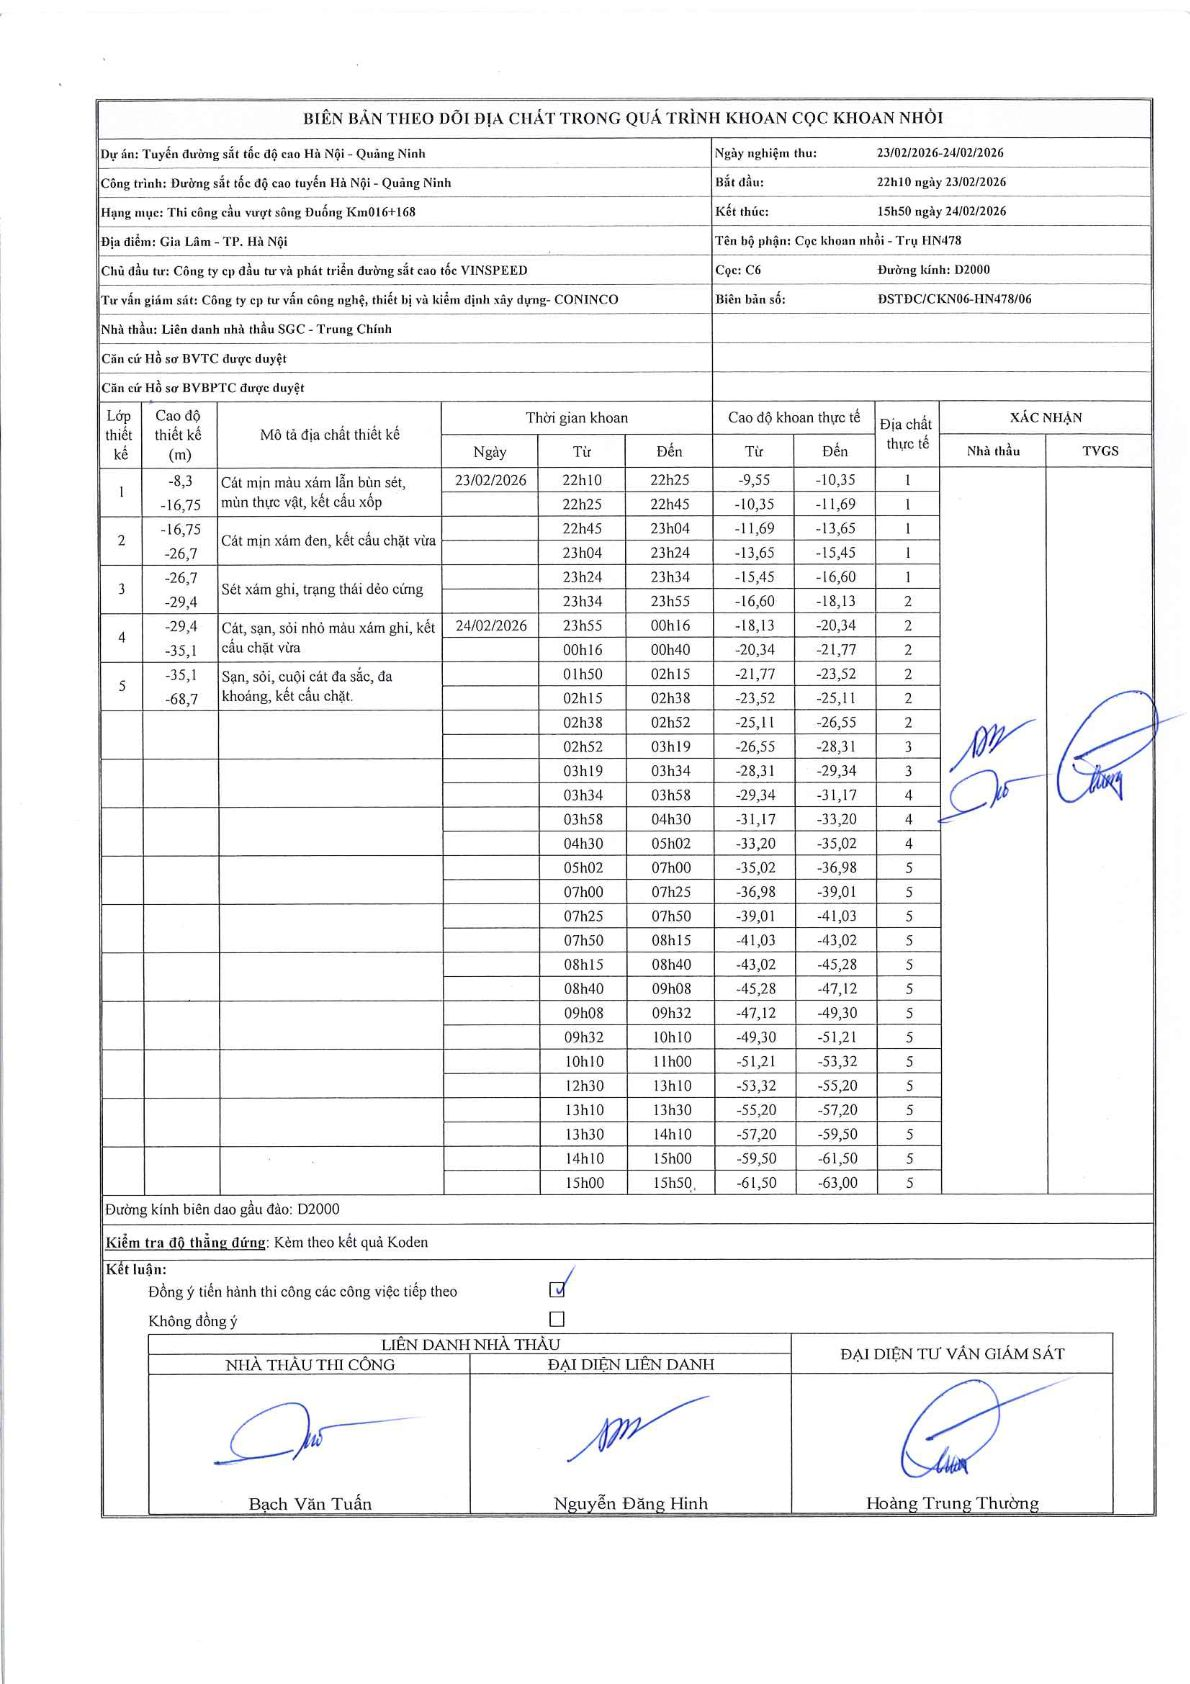 BIÊN BẢN THEO DÕI ĐỊA CHẤT TRONG QUÁ TRÌNH KHOAN CỌC KHOAN NHỒI
Dự án: Tuyến đường sắt tốc độ cao Hà Nội - Quảng Ninh Ngày nghiệm thu: 23/02/2026-24/02/2026
Công trình: Đường sắt tốc độ cao tuyến Hà Nội - Quảng Ninh Bắt đầu: 22h10 ngày 23/02/2026
Hạng mục: Thi công cầu vượt sông Đuống Km016+168 Kết thúc: 15h50 ngày 24/02/2026
Địa điểm: Gia Lâm - TP. Hà Nội Tên bộ phận: Cọc khoan nhồi - Trụ HN478
Chủ đầu tư: Công ty cp đầu tư và phát triển đường sắt cao tốc VINSPEED Cọc: C6 Đường kính: D2000
Tư vấn giám sát: Công ty cp tư vấn công nghệ, thiết bị và kiểm định xây dựng- CONINCO Biên bản số: ĐSTĐC/CKN06-HN478/06
Nhà thầu: Liên danh nhà thầu SGC - Trung Chính
Căn cứ Hồ sơ BVTC được duyệt
Căn cứ Hồ sơ BVBPTC được duyệt
Lớp thiết kế Cao độ thiết kế (m) Mô tả địa chất thiết kế Thời gian khoan Cao độ khoan thực tế Địa chất thực tế XÁC NHẬN
Ngày Từ Đến Từ Đến Nhà thầu TVGS
1 -8,3 Cát mịn màu xám lẫn bùn sét, 23/02/2026 22h10 22h25 -9,55 -10,35 1
-16,75 mùn thực vật, kết cấu xốp 22h25 22h45 -10,35 -11,69 1
2 -16,75 Cát mịn xám đen, kết cấu chặt vừa 22h45 23h04 -11,69 -13,65 1
-26,7 23h04 23h24 -13,65 -15,45 1
3 -26,7 Sét xám ghi, trạng thái dẻo cứng 23h24 23h34 -15,45 -16,60 1
-29,4 23h34 23h55 -16,60 -18,13 2
4 -29,4 Cát, sạn, sỏi nhỏ màu xám ghi, kết 24/02/2026 23h55 00h16 -18,13 -20,34 2
-35,1 cấu chặt vừa 00h16 00h40 -20,34 -21,77 2
5 -35,1 Sạn, sỏi, cuội cát đa sắc, đa 01h50 02h15 -21,77 -23,52 2
-68,7 khoáng, kết cấu chặt. 02h15 02h38 -23,52 -25,11 2
02h38 02h52 -25,11 -26,55 2
02h52 03h19 -26,55 -28,31 3
03h19 03h34 -28,31 -29,34 3
03h34 03h58 -29,34 -31,17 4
03h58 04h30 -31,17 -33,20 4
04h30 05h02 -33,20 -35,02 4
05h02 07h00 -35,02 -36,98 5
07h00 07h25 -36,98 -39,01 5
07h25 07h50 -39,01 -41,03 5
07h50 08h15 -41,03 -43,02 5
08h15 08h40 -43,02 -45,28 5
08h40 09h08 -45,28 -47,12 5
09h08 09h32 -47,12 -49,30 5
09h32 10h10 -49,30 -51,21 5
10h10 11h00 -51,21 -53,32 5
12h30 13h10 -53,32 -55,20 5
13h10 13h30 -55,20 -57,20 5
13h30 14h10 -57,20 -59,50 5
14h10 15h00 -59,50 -61,50 5
15h00 15h50 -61,50 -63,00 5
Đường kính biên dao gầu đào: D2000
Kiểm tra độ thẳng đứng: Kèm theo kết quả Koden
Kết luận:
Đồng ý tiến hành thi công các công việc tiếp theo
Không đồng ý
LIÊN DANH NHÀ THẦU ĐẠI DIỆN TƯ VẤN GIÁM SÁT
NHÀ THẦU THI CÔNG ĐẠI DIỆN LIÊN DANH
Bạch Văn Tuấn Nguyễn Đăng Hinh Hoàng Trung Thường